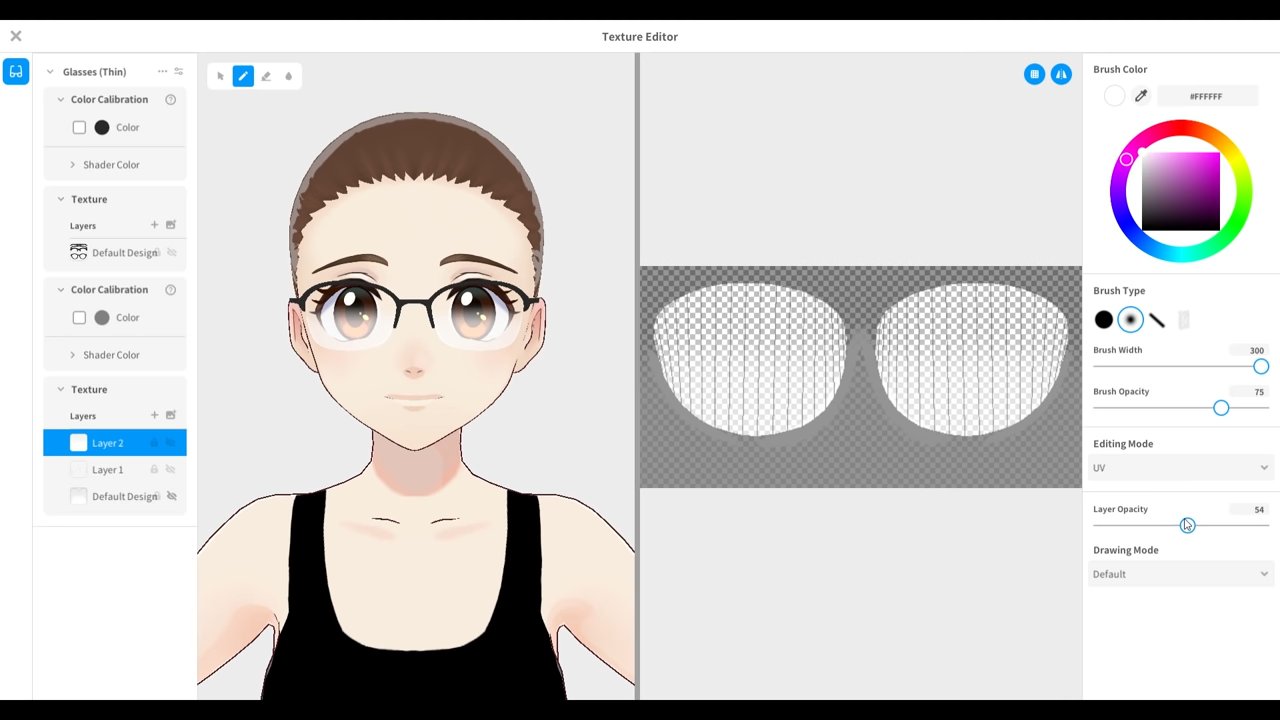 Texture Editor
Glasses (Thin)
Color Calibration
Color
Shader Color
Texture
Layers
Default Design
Color Calibration
Color
Shader Color
Texture
Layers
Layer 2
Layer 1
Default Design
Brush Color
#FFFFFF
Brush Type
Brush Width 300
Brush Opacity 75
Editing Mode
UV
Layer Opacity 54
Drawing Mode
Default